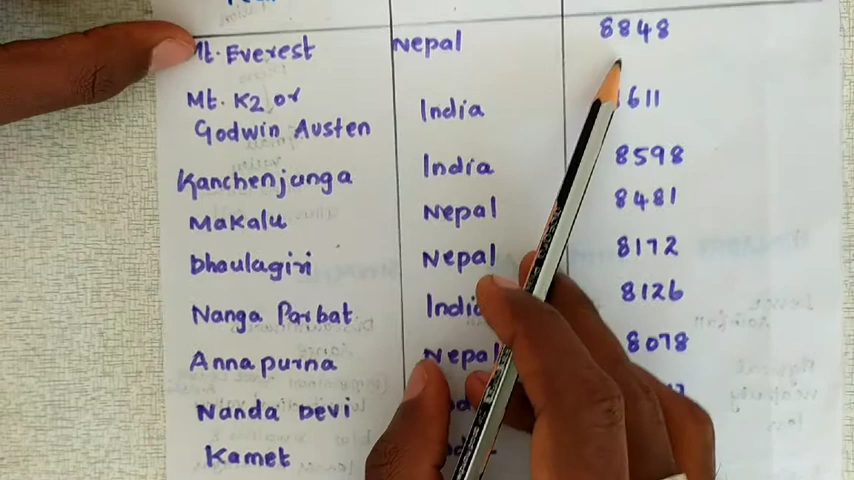 Mt. Everest Nepal 8848
Mt. K2 or
Godwin Austen India 611
Kanchenjunga India 8598
Makalu Nepal 8481
Dhaulagiri Nepal 8172
Nanga Parbat India 8126
Annapurna Nepal 8078
Nanda Devi
Kamet